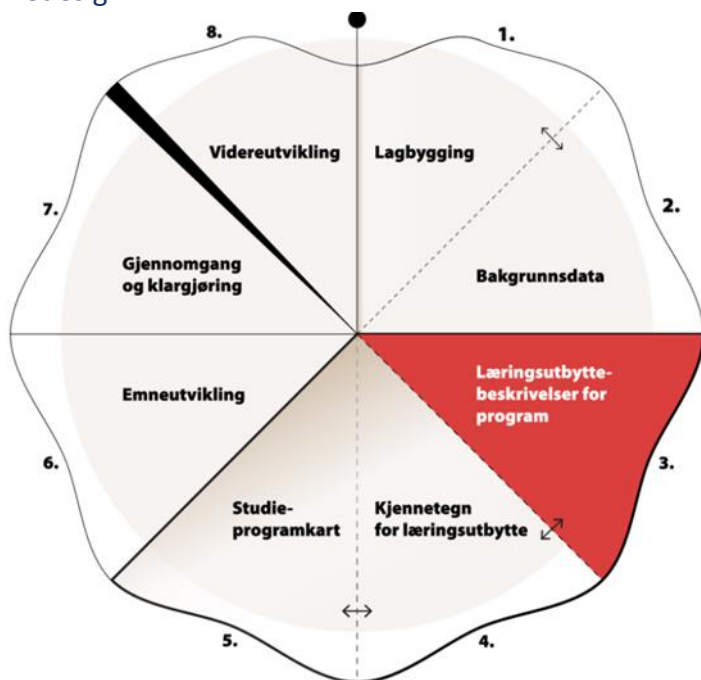 8.
1.
Videreutvikling
Lagbygging
7.
2.
Gjennomgang
og klargjøring
Bakgrunnsdata
Emneutvikling
Læringsutbytte-
beskrivelser for
program
6.
3.
Studie-
programkart
Kjennetegn
for læringsutbytte
5.
4.